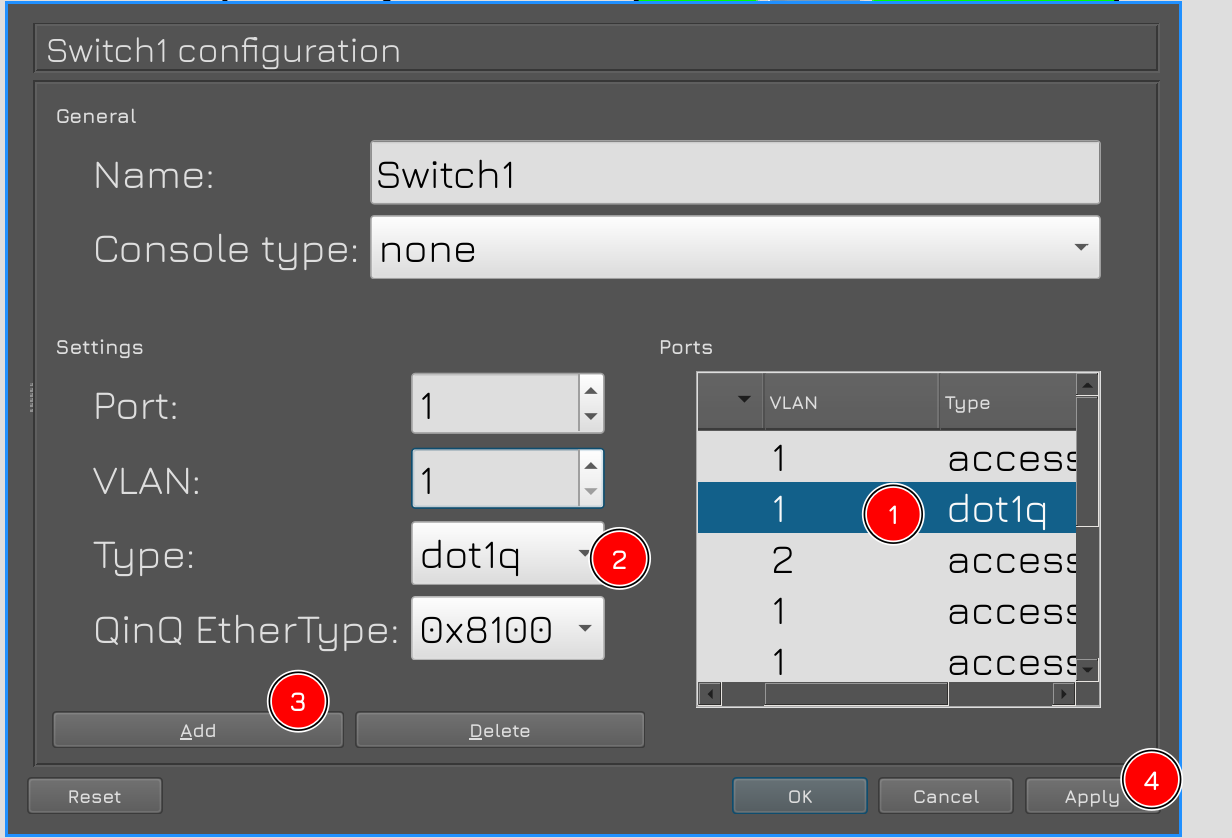 Switch1 configuration
General
Name: Switch1
Console type: none
Settings
Port: 1
VLAN: 1
Type: dot1q 2
QinQ EtherType: 0x8100
3
Add Delete
Ports
VLAN Type
1 access
1 1 dot1q
2 access
1 access
1 access
Reset OK Cancel Apply 4